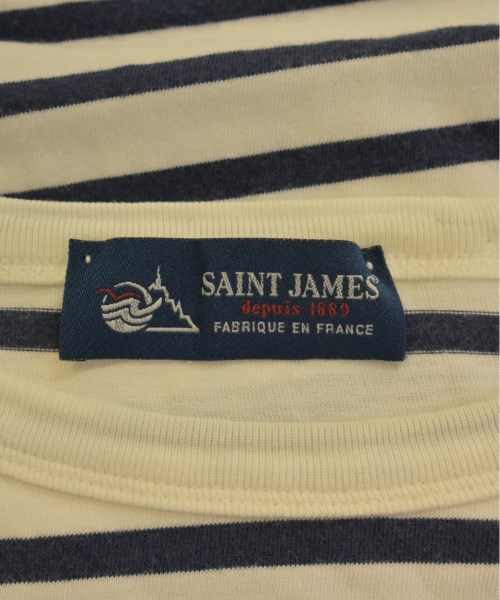 SAINT JAMES
depuis 1889
FABRIQUE EN FRANCE